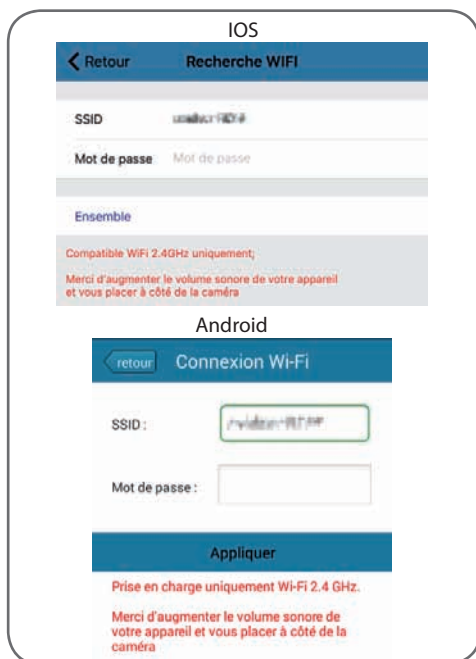 IOS
Retour Recherche WIFI
SSID
Mot de passe Mot de passe
Ensemble
Compatible WiFi 2.4GHz uniquement;
Merci d'augmenter le volume sonore de votre appareil
et vous placer à côté de la caméra
Android
retour Connexion Wi-Fi
SSID :
Mot de passe :
Appliquer
Prise en charge uniquement Wi-Fi 2.4 GHz.
Merci d'augmenter le volume sonore de
votre appareil et vous placer à côté de la
caméra